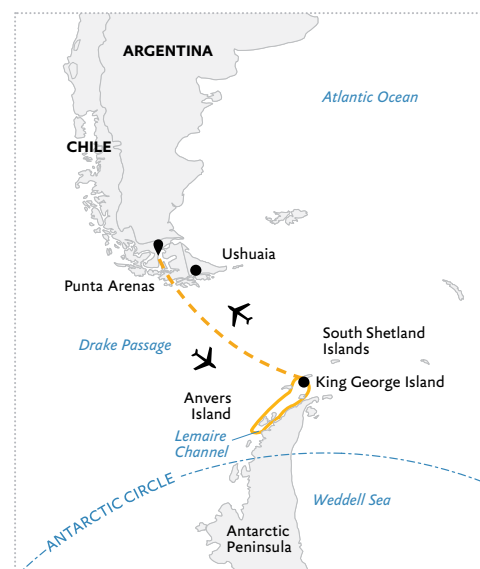 ARGENTINA
Atlantic Ocean
CHILE
Ushuaia
Punta Arenas
Drake Passage
South Shetland
Islands
King George Island
Anvers
Island
Lemaire
Channel
ANTARCTIC CIRCLE
Weddell Sea
Antarctic
Peninsula